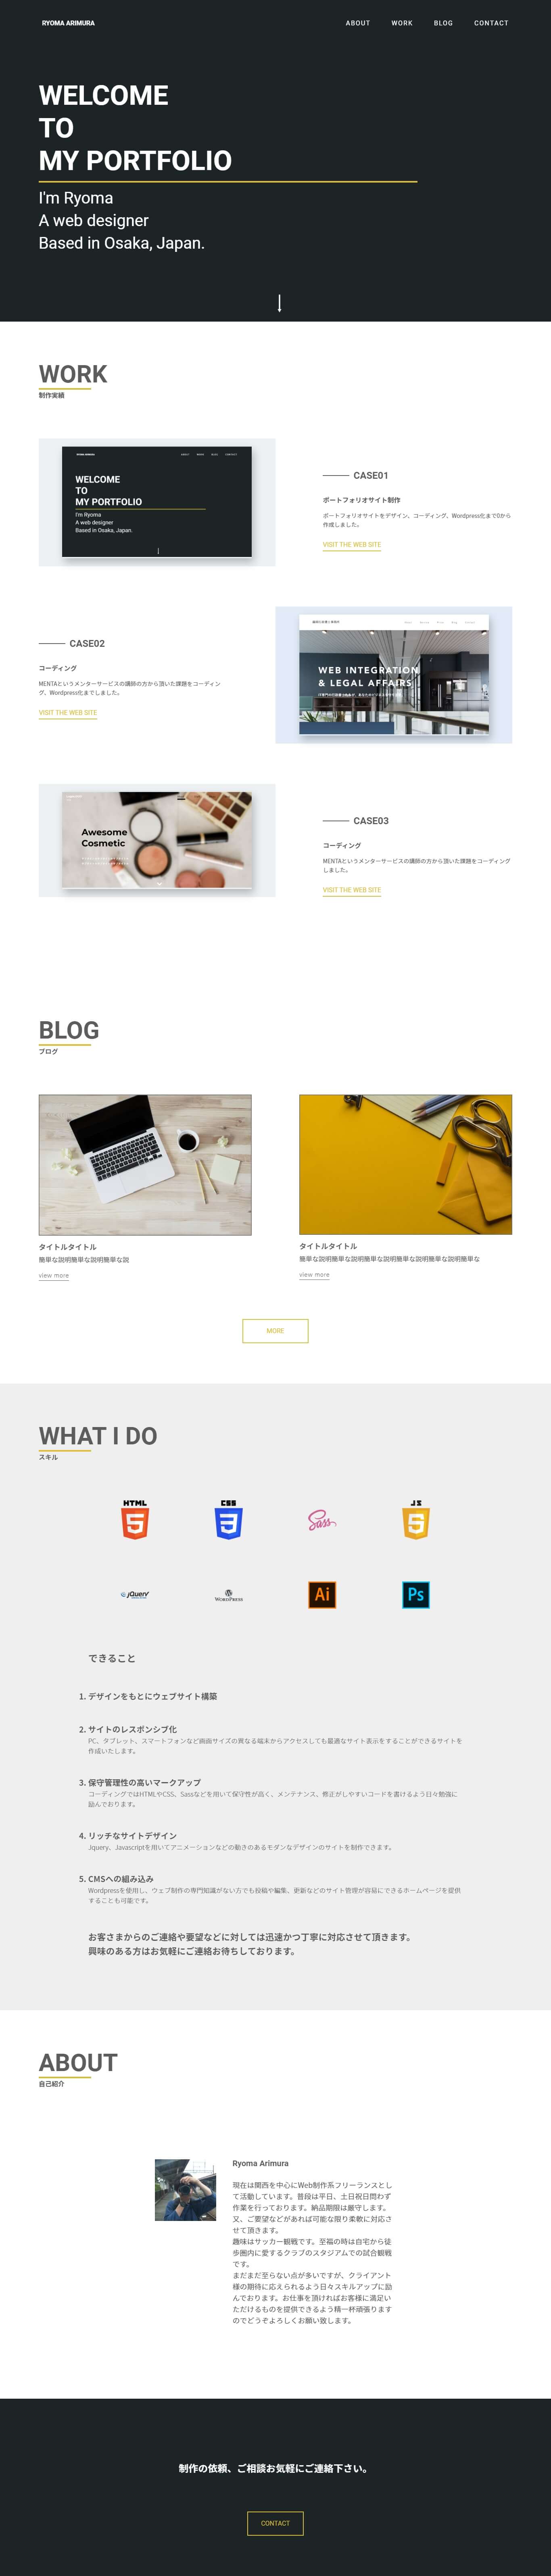 RYOMA ARIMURA
ABOUT WORK BLOG CONTACT
WELCOME
TO
MY PORTFOLIO
I'm Ryoma
A web designer
Based in Osaka, Japan.
WORK
制作実績
RYOMA ARIMURA
ABOUT WORK BLOG CONTACT
WELCOME
TO
MY PORTFOLIO
I'm Ryoma
A web designer
Based in Osaka, Japan.
CASE01
ポートフォリオサイト制作
ポートフォリオサイトをデザイン、コーディング、Wordpress化まで0から
作成しました。
VISIT THE WEB SITE
CASE02
コーディング
MENTAというメンターサービスの講師の方から頂いた課題をコーディン
グ、Wordpress化までしました。
VISIT THE WEB SITE
WEB INTEGRATION
& LEGAL AFFAIRS
Awesome
Cosmetic
CASE03
コーディング
MENTAというメンターサービスの講師の方から頂いた課題をコーディング
しました。
VISIT THE WEB SITE
BLOG
ブログ
タイトルタイトル
簡単な説明簡単な説明簡単な説
view more
タイトルタイトル
簡単な説明簡単な説明簡単な説明簡単な説明簡単な説明簡単な
view more
MORE
WHAT I DO
スキル
HTML
CSS
Sass
JS
jQuery
WORDPRESS
Ai
Ps
できること
1. デザインをもとにウェブサイト構築
2. サイトのレスポンシブ化
PC、タブレット、スマートフォンなど画面サイズの異なる端末からアクセスしても最適なサイト表示をすることができるサイトを
作成いたします。
3. 保守管理性の高いマークアップ
コーディングではHTMLやCSS、Sassなどを用いて保守性が高く、メンテナンス、修正がしやすいコードを書けるよう日々勉強に
励んでおります。
4. リッチなサイトデザイン
Jquery、Javascriptを用いてアニメーションなどの動きのあるモダンなデザインのサイトを制作できます。
5. CMSへの組み込み
Wordpressを使用し、ウェブ制作の専門知識がない方でも投稿や編集、更新などのサイト管理が容易にできるホームページを提供
することも可能です。
お客さまからのご連絡や要望などに対しては迅速かつ丁寧に対応させて頂きます。
興味のある方はお気軽にご連絡お待ちしております。
ABOUT
自己紹介
Ryoma Arimura
現在は関西を中心にWeb制作系フリーランスとし
て活動しています。普段は平日、土日祝日問わず
作業を行っております。納品期限は厳守します。
又、ご要望などがあれば可能な限り柔軟に対応さ
せて頂きます。
趣味はサッカー観戦です。至福の時は自宅から徒
歩圏内に愛するクラブのスタジアムでの試合観戦
です。
まだまだ至らない点が多いですが、クライアント
様の期待に応えられるよう日々スキルアップに励
んでおります。お仕事を頂ければお客様に満足い
ただけるものを提供できるよう精一杯頑張ります
のでどうぞよろしくお願い致します。
制作の依頼、ご相談お気軽にご連絡下さい。
CONTACT